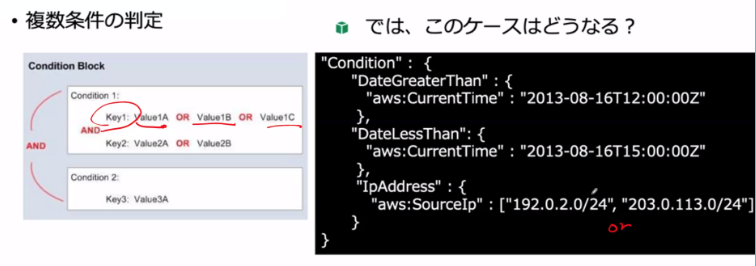 • 複数条件の判定
では、このケースはどうなる？
Condition Block
Condition 1:
Key1: Value1A OR Value1B OR Value1C
AND
Key2: Value2A OR Value2B
AND
Condition 2:
Key3: Value3A
"Condition" : {
"DateGreaterThan" : {
"aws:CurrentTime" : "2013-08-16T12:00:00Z"
},
"DateLessThan": {
"aws:CurrentTime" : "2013-08-16T15:00:00Z"
},
"IpAddress" : {
"aws:SourceIp" : ["192.0.2.0/24", "203.0.113.0/24"]
or
}
}